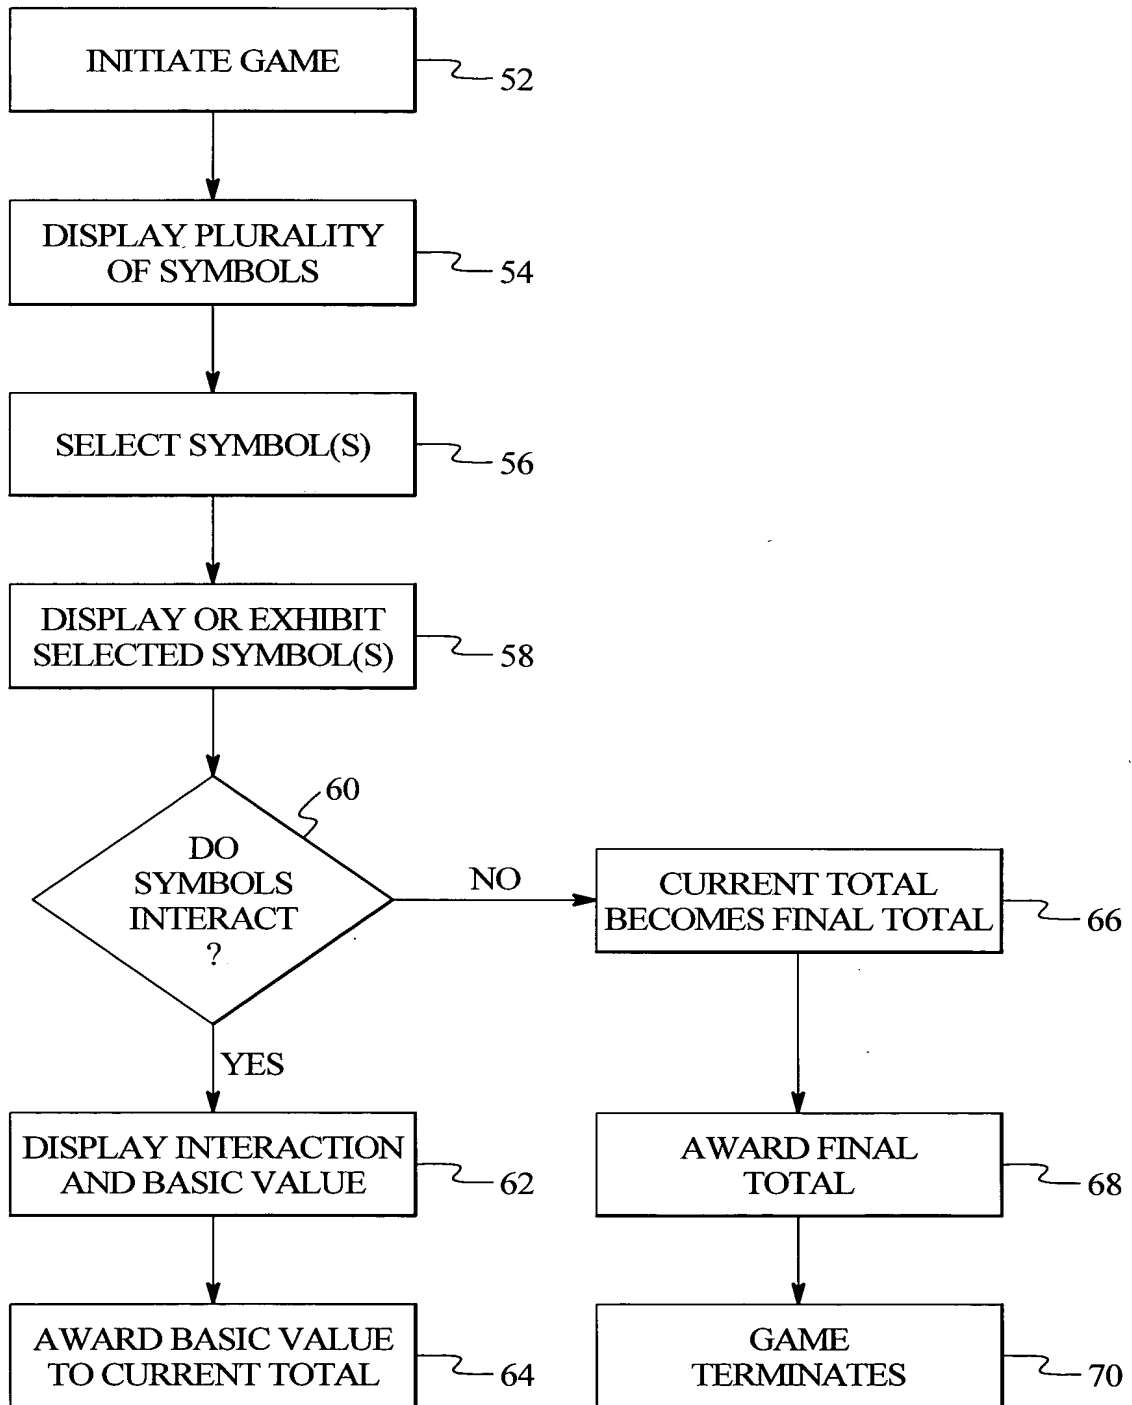 INITIATE GAME
52
DISPLAY PLURALITY
OF SYMBOLS
54
SELECT SYMBOL(S)
56
DISPLAY OR EXHIBIT
SELECTED SYMBOL(S)
58
60
DO
SYMBOLS
INTERACT
?
NO
CURRENT TOTAL
BECOMES FINAL TOTAL
66
YES
DISPLAY INTERACTION
AND BASIC VALUE
62
AWARD FINAL
TOTAL
68
AWARD BASIC VALUE
TO CURRENT TOTAL
64
GAME
TERMINATES
70